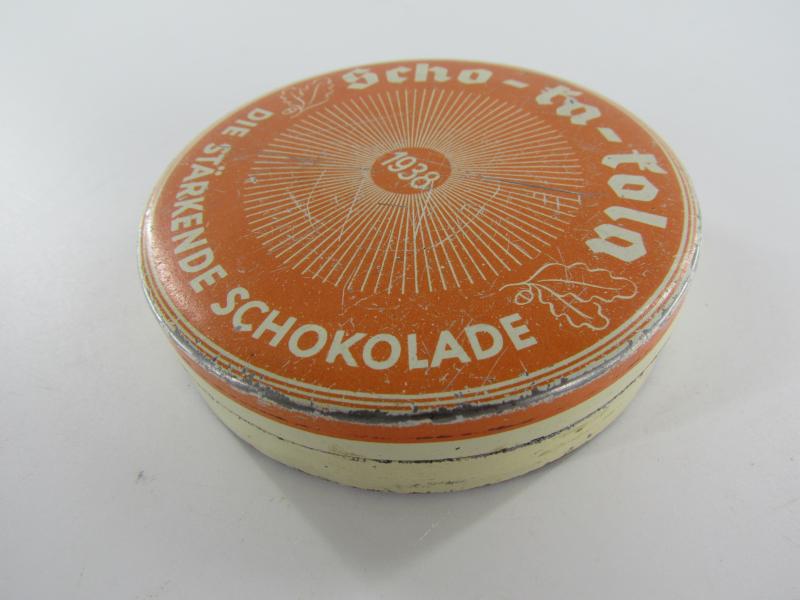 Scho-ka-kola
DIE STÄRKENDE SCHOKOLADE
1938